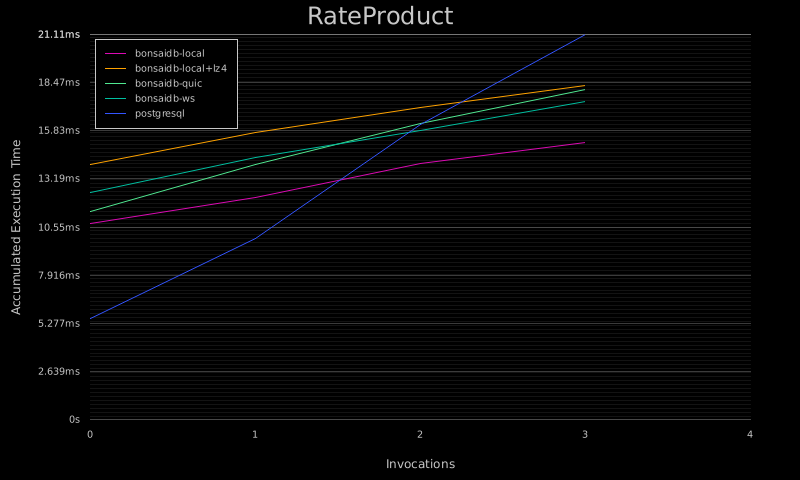 RateProduct
21.11ms
18.47ms
15.83ms
13.19ms
10.55ms
7.916ms
5.277ms
2.639ms
0s
bonsaidb-local
bonsaidb-local+lz4
bonsaidb-quic
bonsaidb-ws
postgresql
Accumulated Execution Time
0 1 2 3 4
Invocations